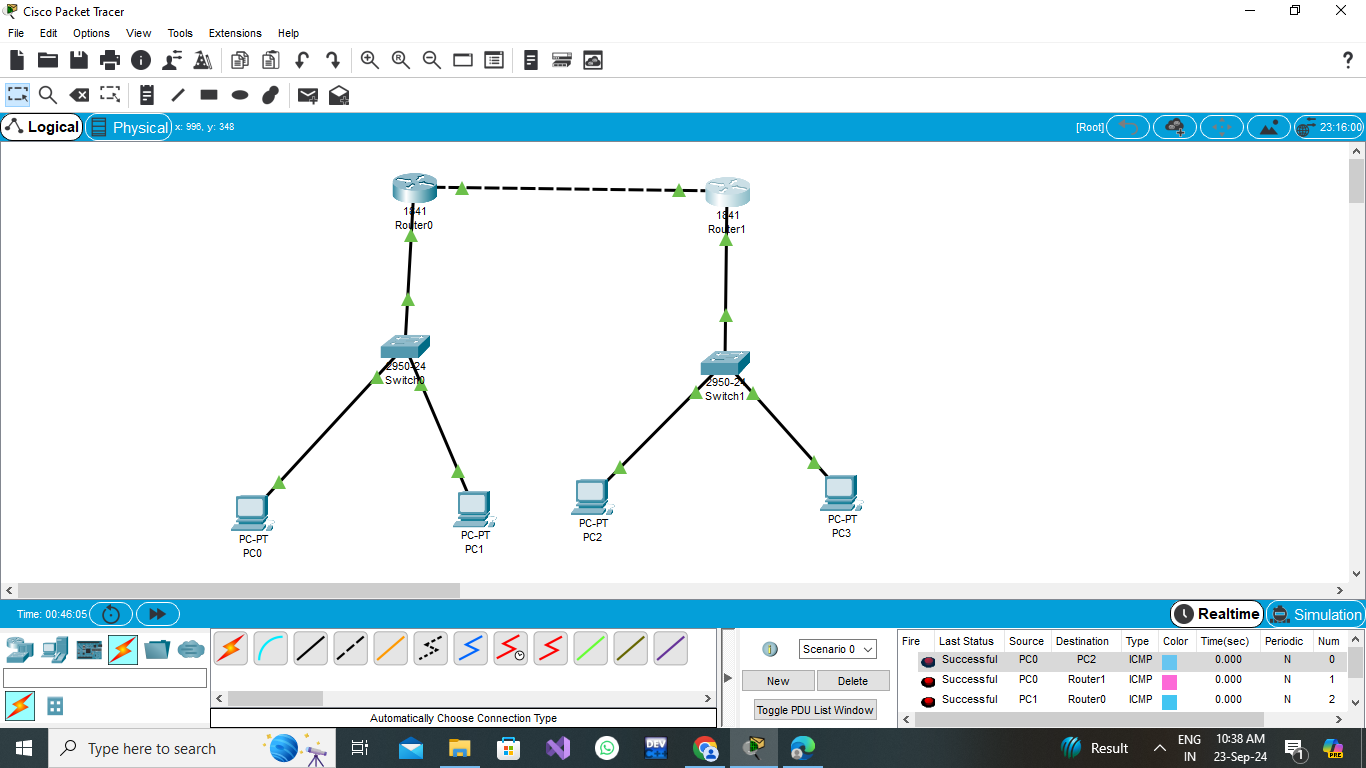 Cisco Packet Tracer
File Edit Options View Tools Extensions Help
Logical Physical x: 996, y: 348 [Root] 23:16:00
1841
Router0
1841
Router1
2950-24
Switch0
2950-24
Switch1
PC-PT
PC0
PC-PT
PC1
PC-PT
PC2
PC-PT
PC3
Time: 00:46:05 Realtime Simulation
Scenario 0
New Delete
Toggle PDU List Window
Automatically Choose Connection Type
Fire Last Status Source Destination Type Color Time(sec) Periodic Num
Successful PC0 PC2 ICMP 0.000 N 0
Successful PC0 Router1 ICMP 0.000 N 1
Successful PC1 Router0 ICMP 0.000 N 2
Type here to search
DEV
Result
ENG
IN
10:38 AM
23-Sep-24
1
PRE